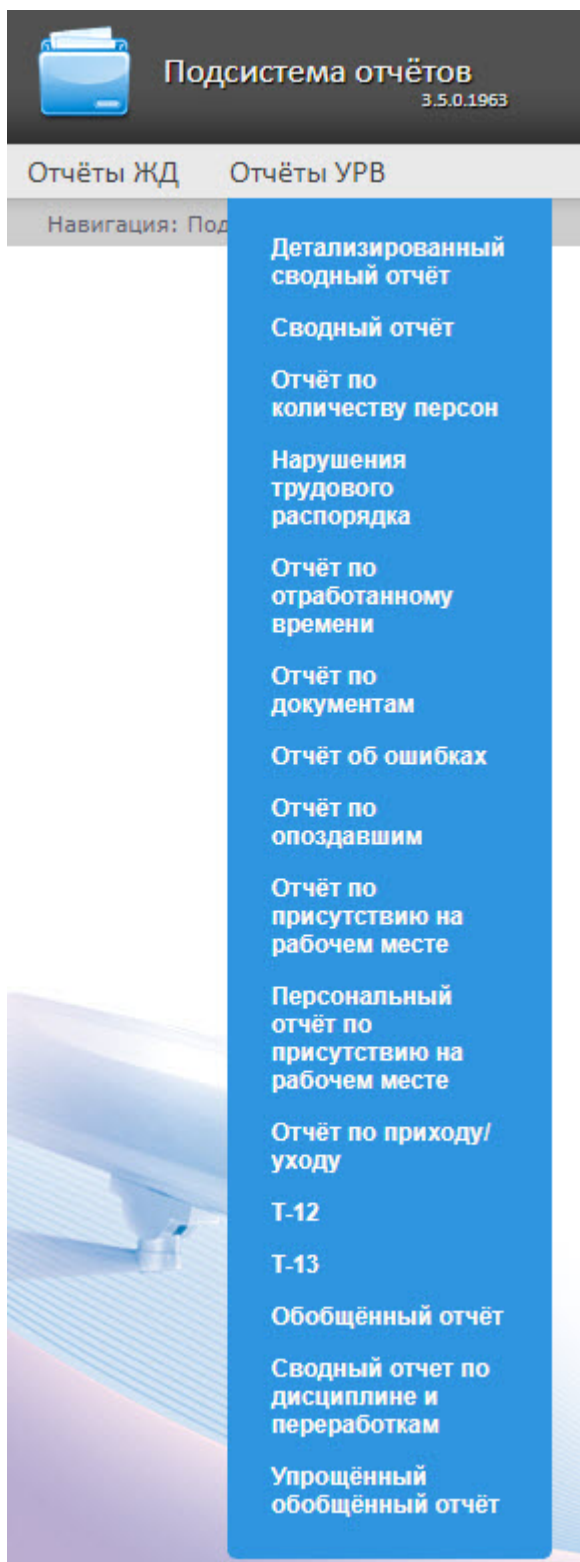 Подсистема отчётов
3.5.0.1963
Отчёты ЖД
Отчёты УРВ
Навигация: Под
Детализированный
сводный отчёт
Сводный отчёт
Отчёт по
количеству персон
Нарушения
трудового
распорядка
Отчёт по
отработанному
времени
Отчёт по
документам
Отчёт об ошибках
Отчёт по
опоздавшим
Отчёт по
присутствию на
рабочем месте
Персональный
отчёт по
присутствию на
рабочем месте
Отчёт по приходу/
уходу
Т-12
Т-13
Обобщённый отчёт
Сводный отчет по
дисциплине и
переработкам
Упрощённый
обобщённый отчёт